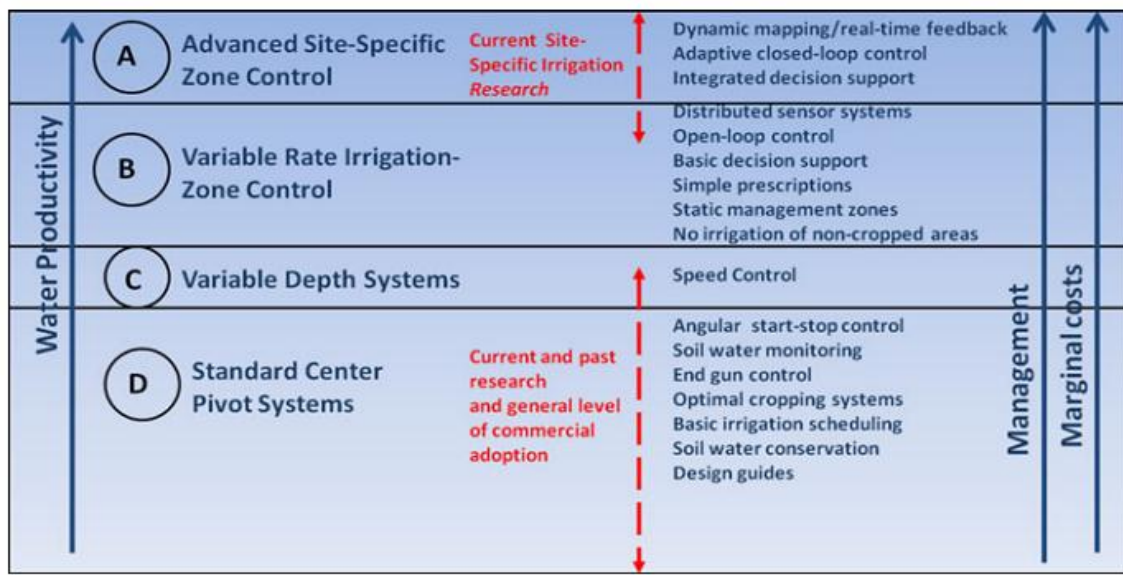 Water Productivity
A
Advanced Site-Specific
Zone Control
Current Site-
Specific Irrigation
Research
Dynamic mapping/real-time feedback
Adaptive closed-loop control
Integrated decision support
B
Variable Rate Irrigation-
Zone Control
Distributed sensor systems
Open-loop control
Basic decision support
Simple prescriptions
Static management zones
No irrigation of non-cropped areas
C
Variable Depth Systems
Speed Control
D
Standard Center
Pivot Systems
Current and past
research
and general level
of commercial
adoption
Angular start-stop control
Soil water monitoring
End gun control
Optimal cropping systems
Basic irrigation scheduling
Soil water conservation
Design guides
Management
Marginal costs